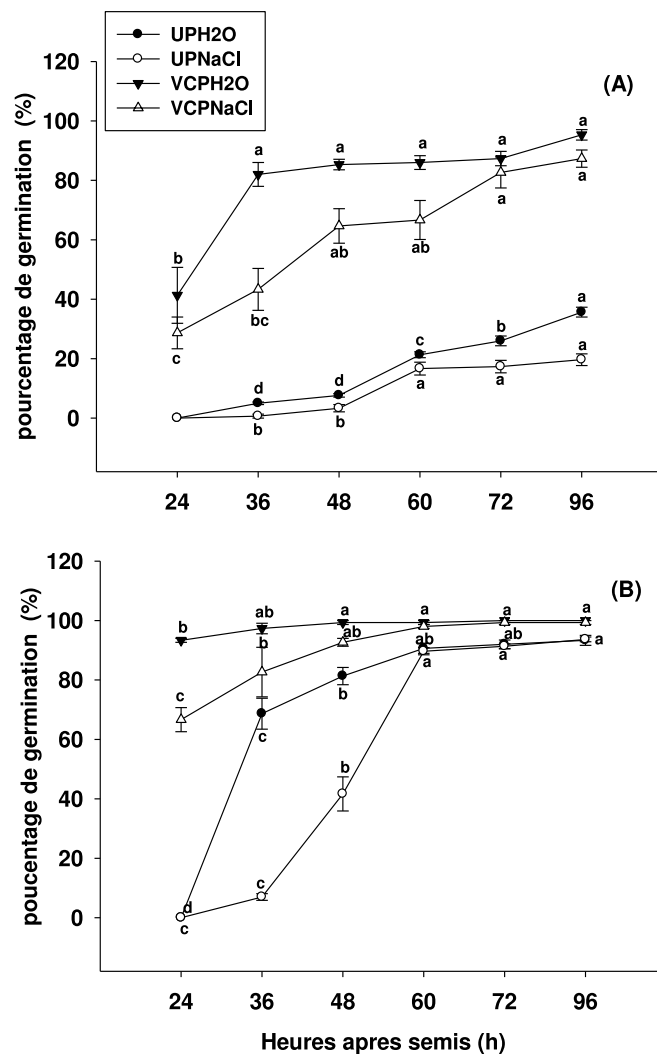 UPH2O
UPNaCl
VCPH2O
VCPNaCl
(A)
pourcentage de germination (%)
120
100
80
60
40
20
0
a
a
a
a
a
b
a
a
ab
ab
bc
c
a
b
c
d
d
a
a
a
b
b
24 36 48 60 72 96
(B)
poucentage de germination (%)
120
100
80
60
40
20
0
b
ab
a
a
a
a
b
ab
ab
ab
a
c
a
a
b
c
b
c
d
c
24 36 48 60 72 96
Heures apres semis (h)